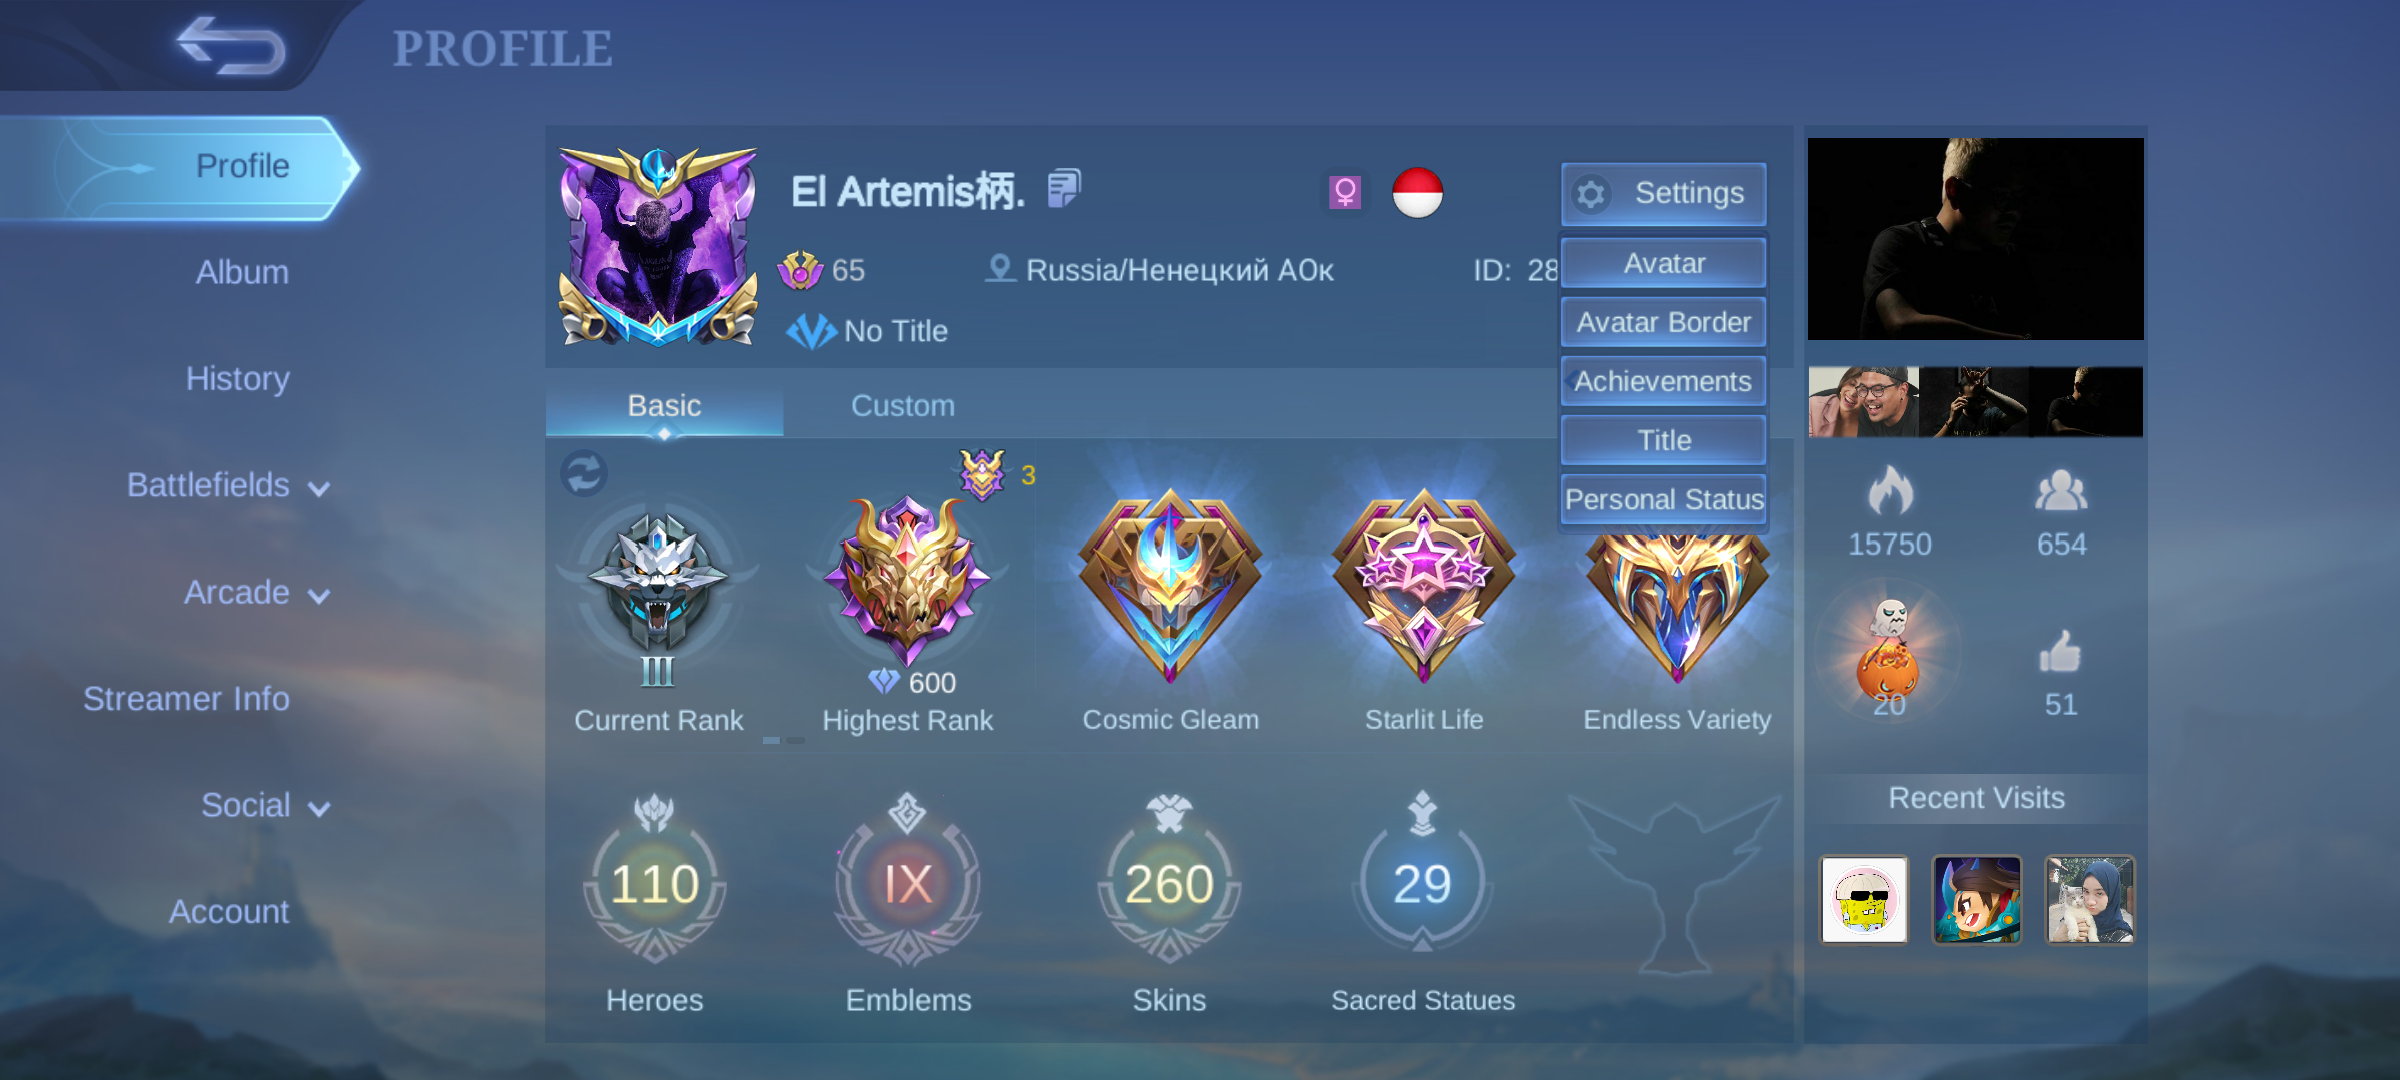 PROFILE
Profile
Album
History
Battlefields
Arcade
Streamer Info
Social
Account
El Artemis柄.
65
Russia/Ненецкий АОк
ID: 28
No Title
Settings
Avatar
Avatar Border
Achievements
Title
Personal Status
Basic
Custom
3
III
600
Current Rank
Highest Rank
Cosmic Gleam
Starlit Life
Endless Variety
110
IX
260
29
Heroes
Emblems
Skins
Sacred Statues
15750
654
20
51
Recent Visits